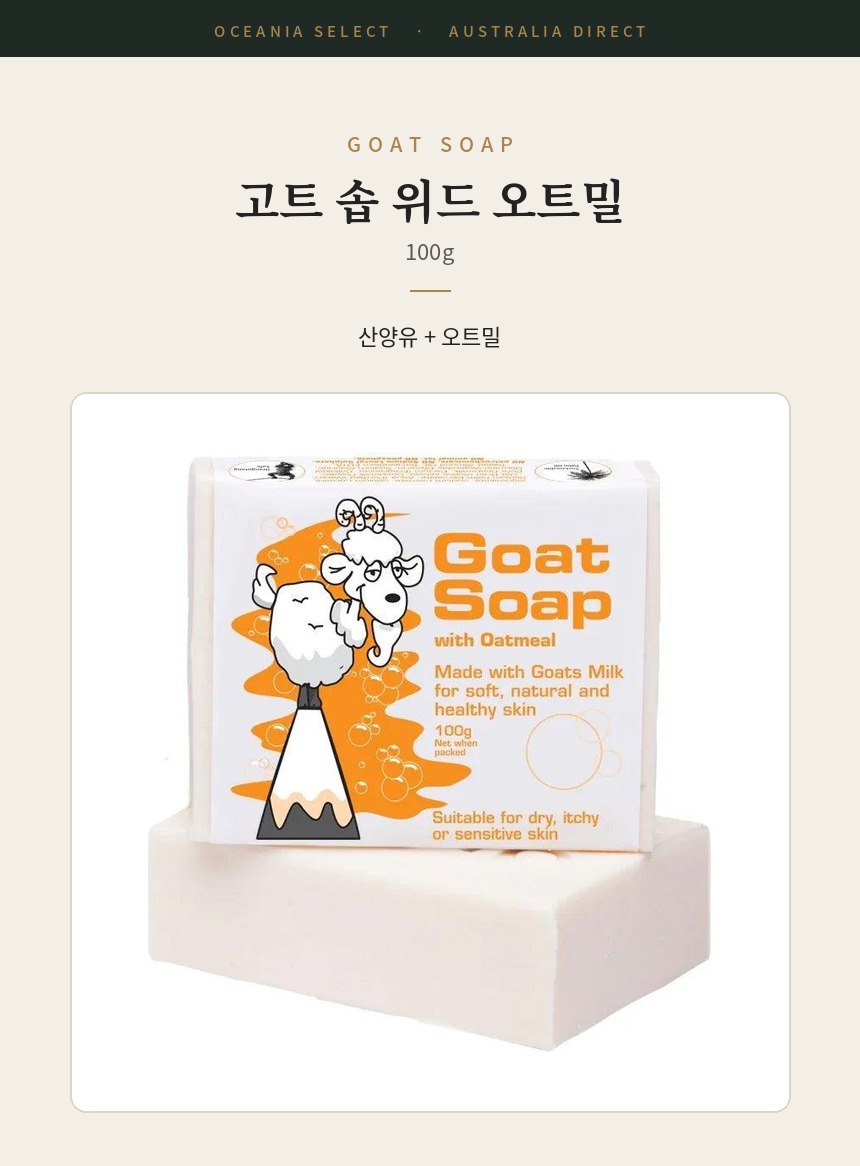 OCEANIA SELECT · AUSTRALIA DIRECT
GOAT SOAP
고트 솝 위드 오트밀
100g
산양유 + 오트밀
Goat
Soap
with Oatmeal
Made with Goats Milk
for soft, natural and
healthy skin
100g
Net when
packed
Suitable for dry, itchy
or sensitive skin